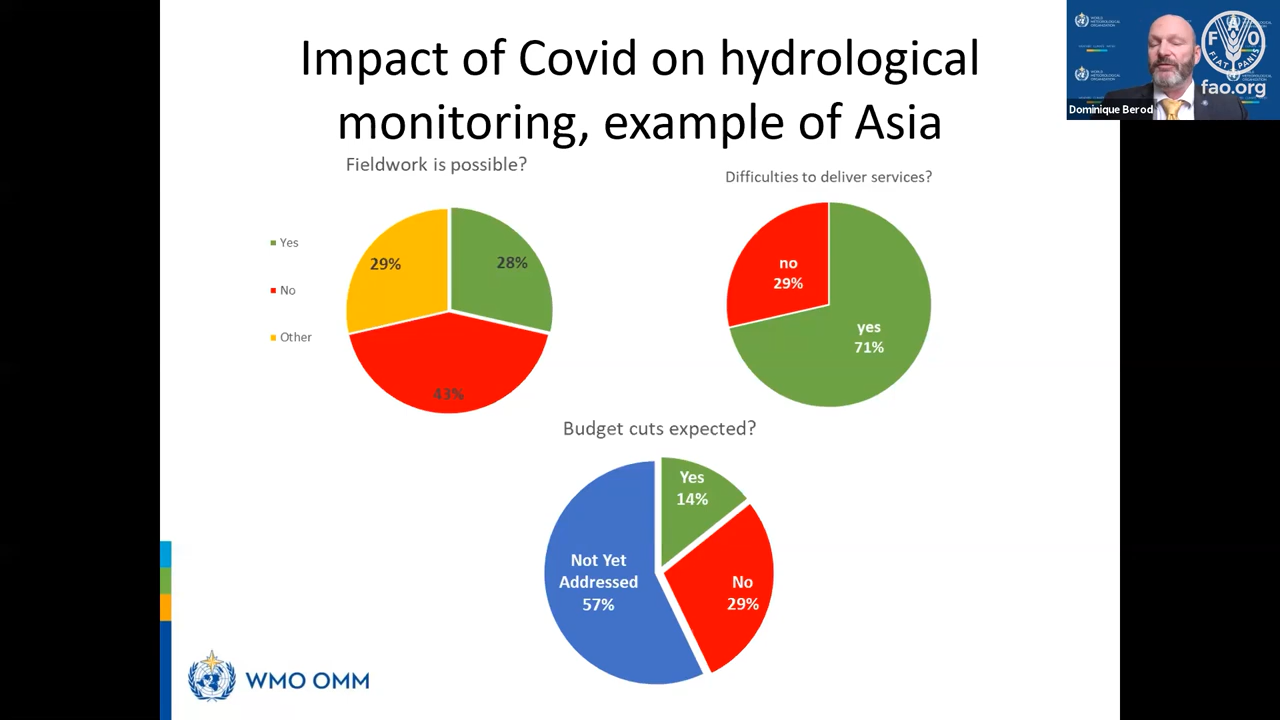 Impact of Covid on hydrological
monitoring, example of Asia
Fieldwork is possible?
Yes
No
Other
29%
28%
43%
Difficulties to deliver services?
no
29%
yes
71%
Budget cuts expected?
Yes
14%
No
29%
Not Yet
Addressed
57%
WMO OMM
Dominique Berod
F O
FIAT PANIS
fao.org